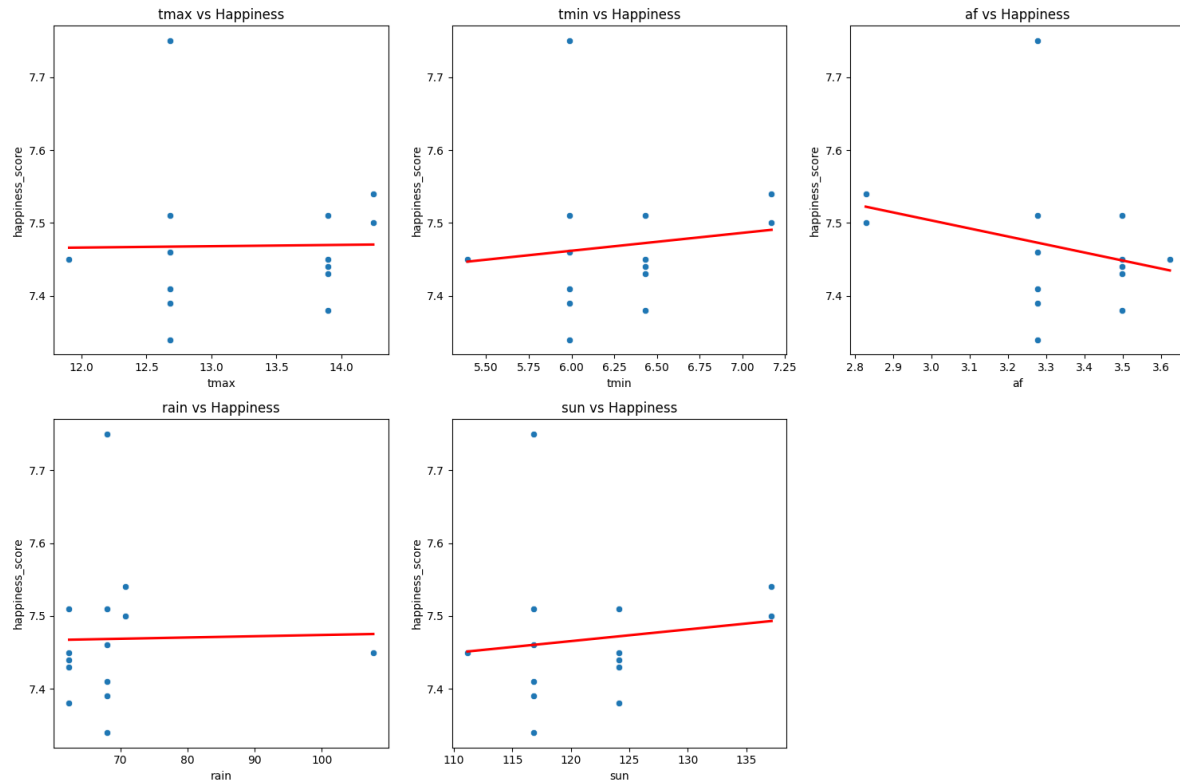 tmax vs Happiness
happiness_score
7.7
7.6
7.5
7.4
12.0 12.5 13.0 13.5 14.0
tmax
tmin vs Happiness
happiness_score
7.7
7.6
7.5
7.4
5.50 5.75 6.00 6.25 6.50 6.75 7.00 7.25
tmin
af vs Happiness
happiness_score
7.7
7.6
7.5
7.4
2.8 2.9 3.0 3.1 3.2 3.3 3.4 3.5 3.6
af
rain vs Happiness
happiness_score
7.7
7.6
7.5
7.4
70 80 90 100
rain
sun vs Happiness
happiness_score
7.7
7.6
7.5
7.4
110 115 120 125 130 135
sun